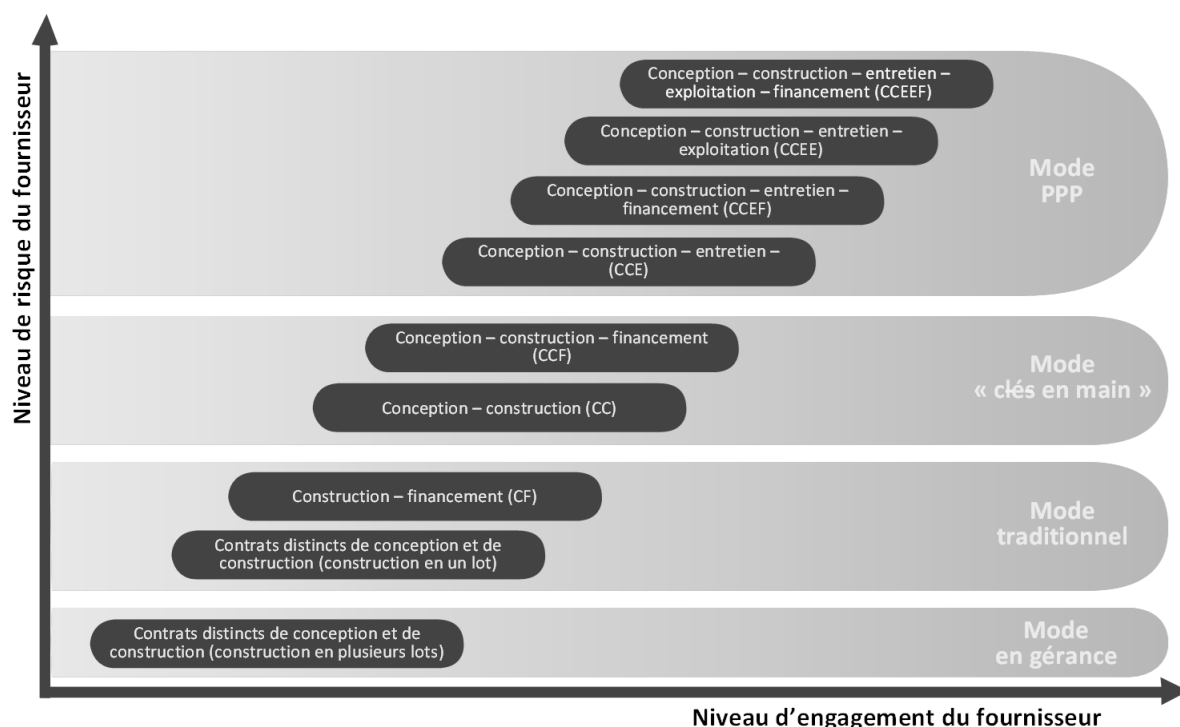 Niveau de risque du fournisseur
Conception – construction – entretien –
exploitation – financement (CCEEF)
Conception – construction – entretien –
exploitation (CCEE)
Conception – construction – entretien –
financement (CCEF)
Conception – construction – entretien –
(CCE)
Mode
PPP
Conception – construction – financement
(CCF)
Conception – construction (CC)
Mode
« clés en main »
Construction – financement (CF)
Contrats distincts de conception et de
construction (construction en un lot)
Mode
traditionnel
Contrats distincts de conception et de
construction (construction en plusieurs lots)
Mode
en gérance
Niveau d’engagement du fournisseur